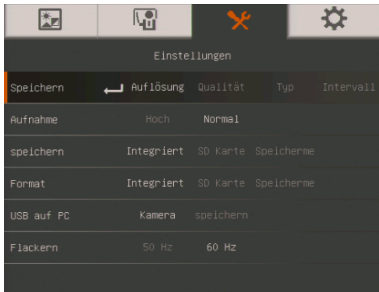 Einstellungen
Speichern Auflösung Qualität Typ Intervall
Aufnahme Hoch Normal
speichern Integriert SD Karte Speicherme
Format Integriert SD Karte Speicherme
USB auf PC Kamera speichern
Flackern 50 Hz 60 Hz